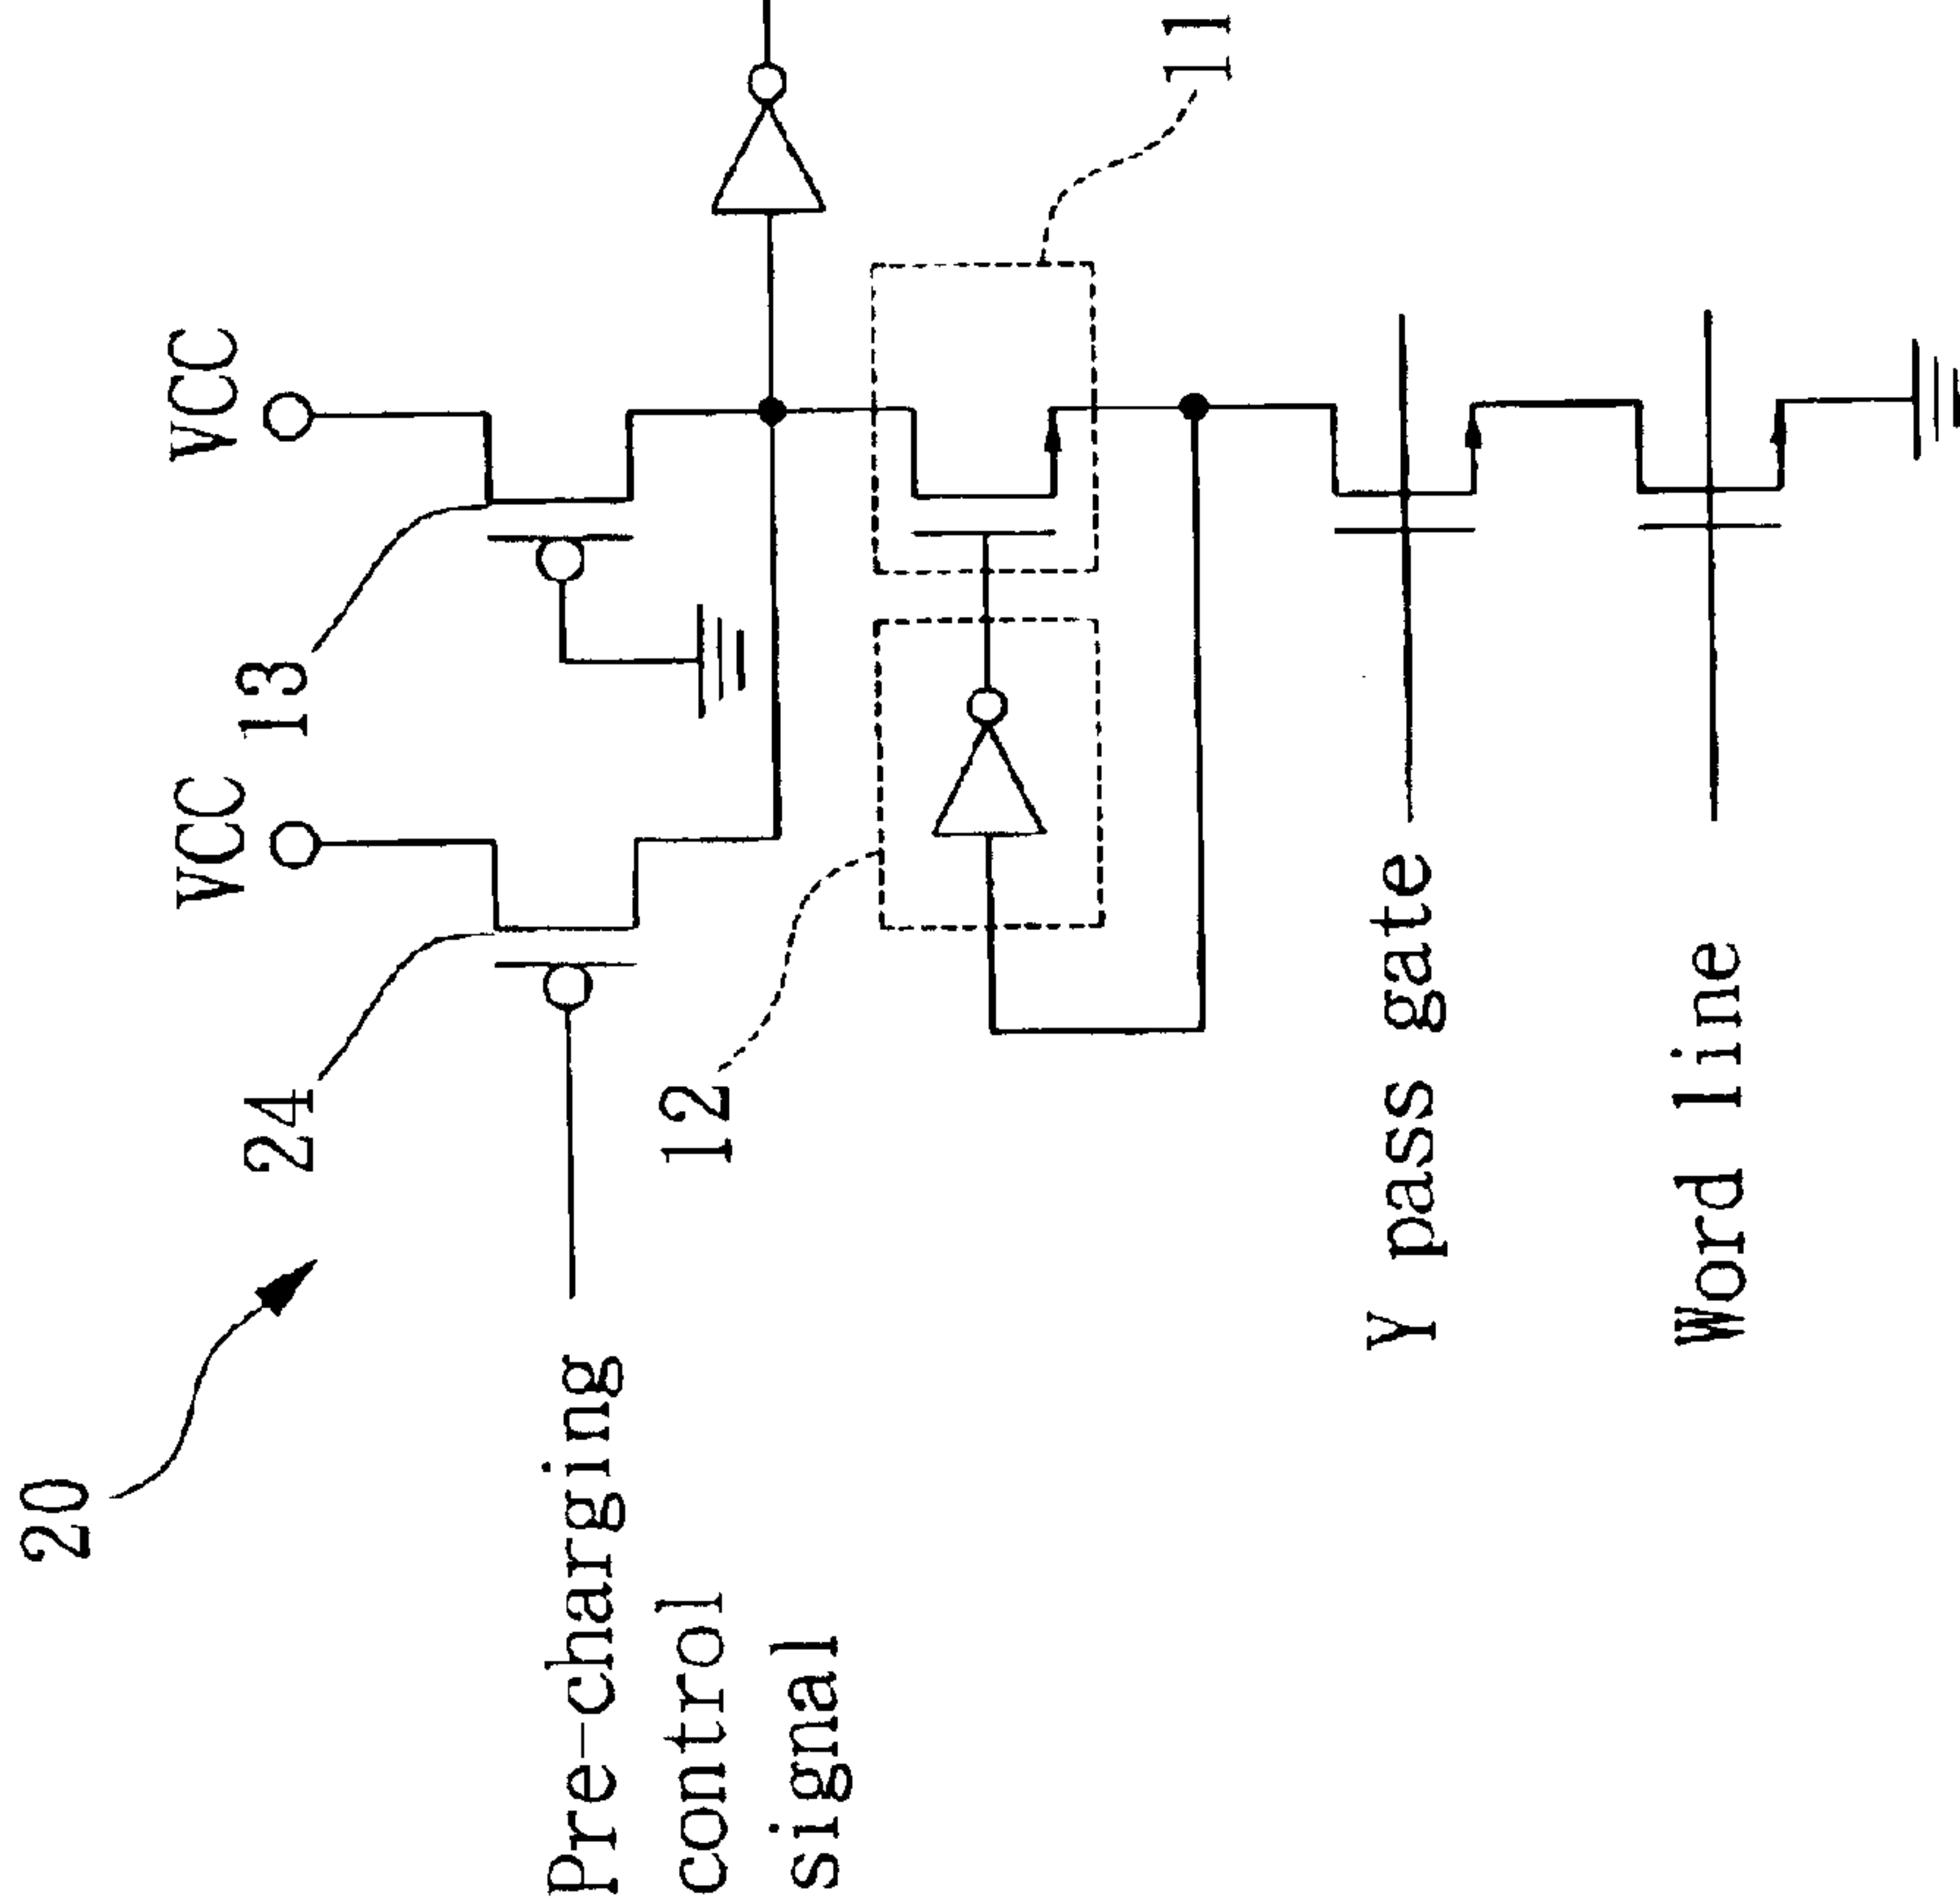 20
24
VCC
13
VCC
Pre-charging
control
signal
12
11
Y pass gate
Word line